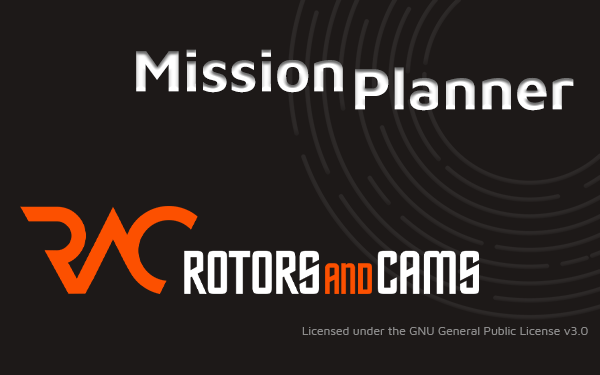 Mission Planner
RAC ROTORS AND CAMS
Licensed under the GNU General Public License v3.0